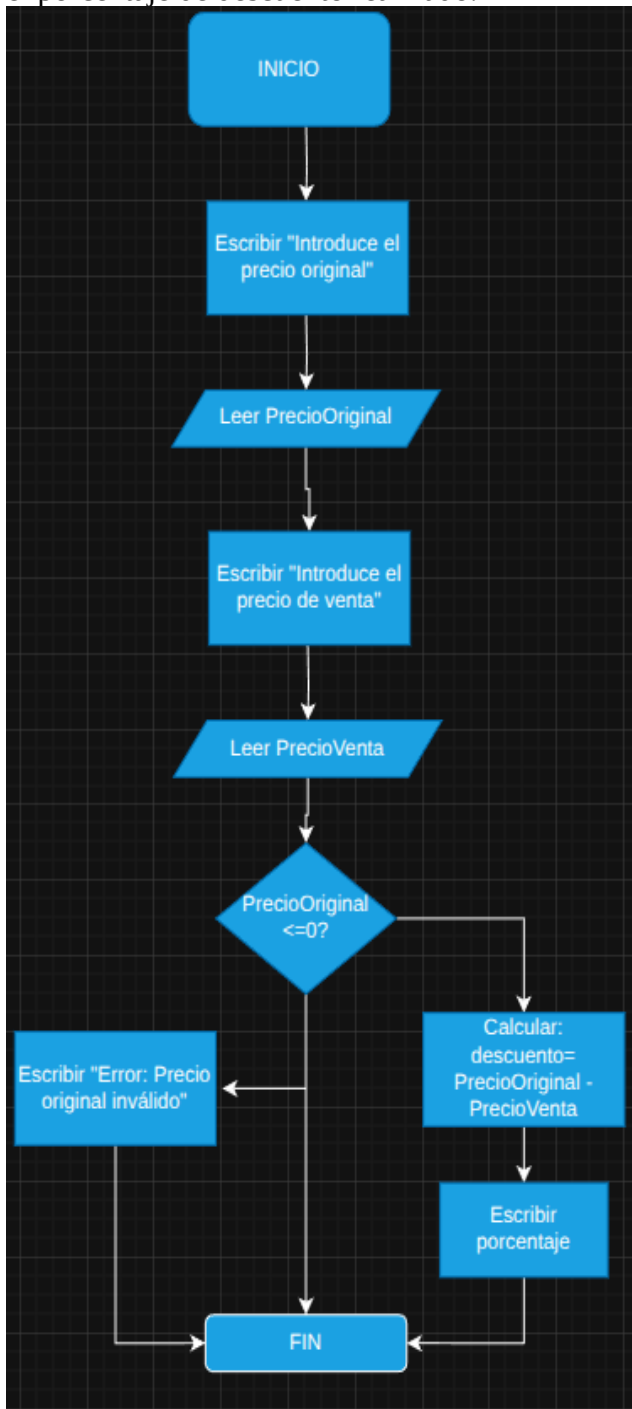 INICIO
Escribir "Introduce el
precio original"
Leer PrecioOriginal
Escribir "Introduce el
precio de venta"
Leer PrecioVenta
PrecioOriginal
<=0?
Escribir "Error: Precio
original inválido"
Calcular:
descuento=
PrecioOriginal -
PrecioVenta
Escribir
porcentaje
FIN